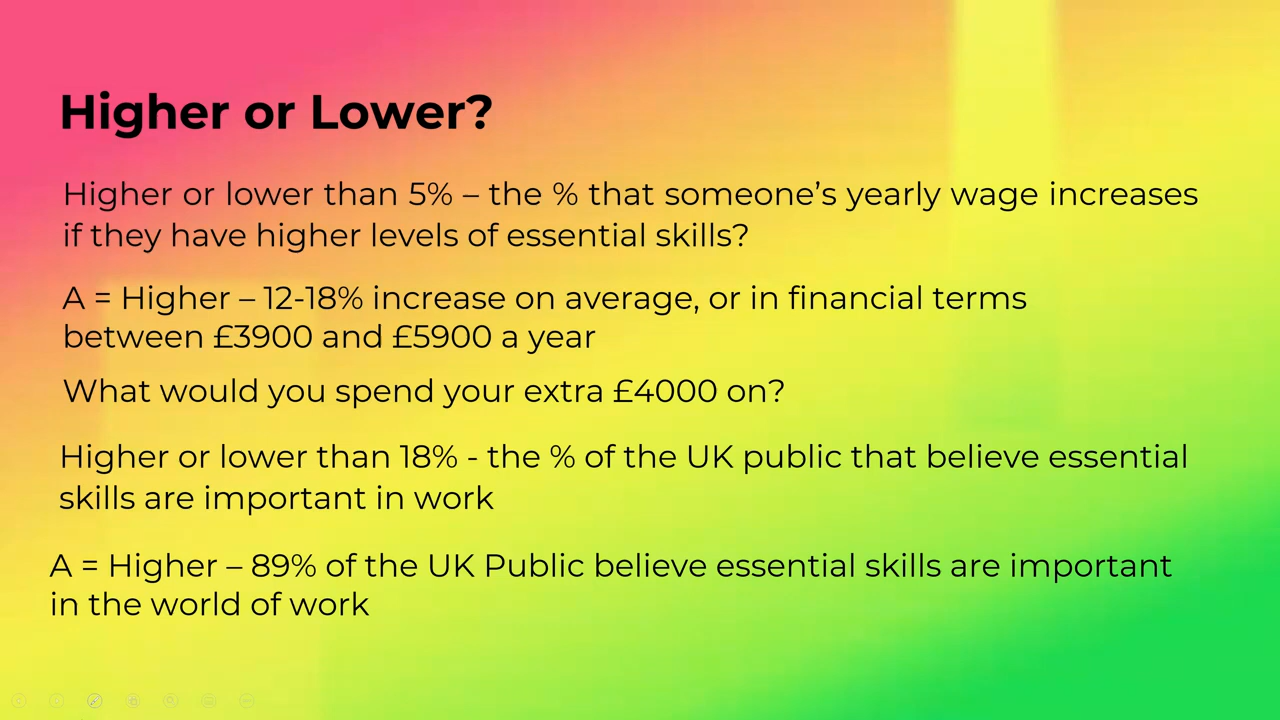 Higher or Lower?
Higher or lower than 5% – the % that someone’s yearly wage increases
if they have higher levels of essential skills?
A = Higher – 12-18% increase on average, or in financial terms
between £3900 and £5900 a year
What would you spend your extra £4000 on?
Higher or lower than 18% - the % of the UK public that believe essential
skills are important in work
A = Higher – 89% of the UK Public believe essential skills are important
in the world of work